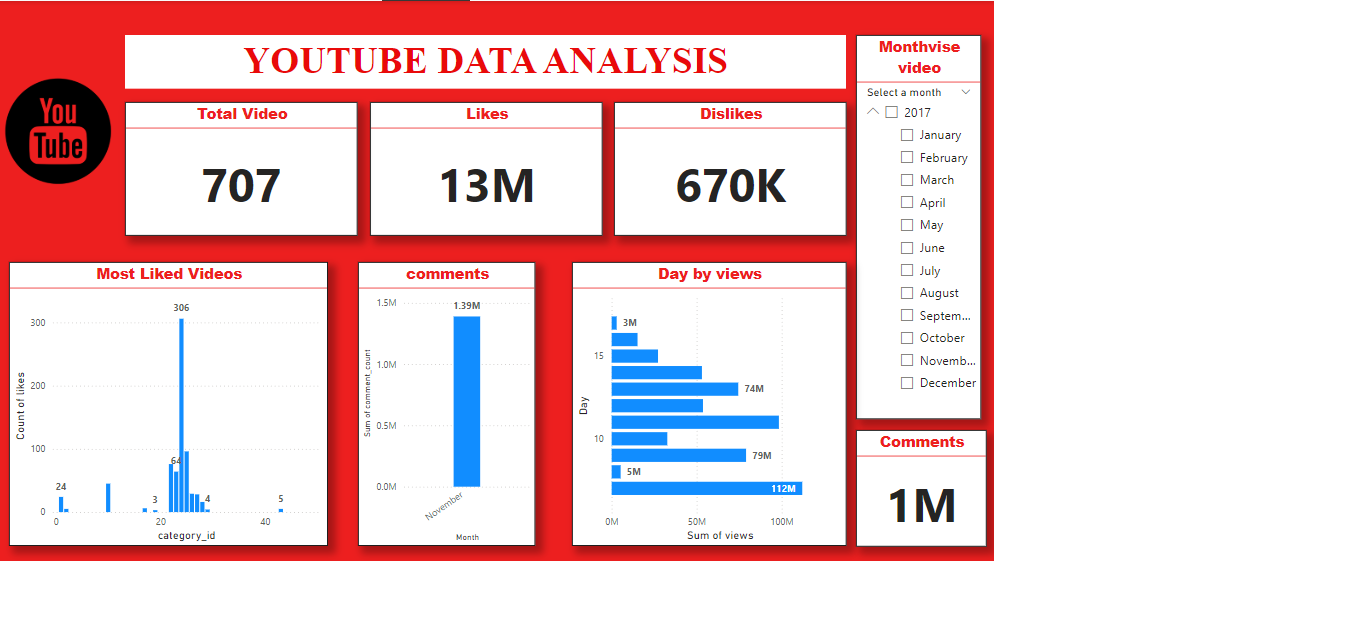 YOUTUBE DATA ANALYSIS
You
Tube
Total Video
707
Likes
13M
Dislikes
670K
Monthvise
video
Select a month
2017
January
February
March
April
May
June
July
August
Septem...
October
Novemb...
December
Most Liked Videos
Count of likes
300
200
100
0
24
3
64
306
4
5
0
20
40
category_id
comments
Sum of comment_count
1.5M
1.0M
0.5M
0.0M
1.39M
November
Month
Day by views
Day
15
10
3M
74M
79M
5M
112M
0M
50M
100M
Sum of views
Comments
1M